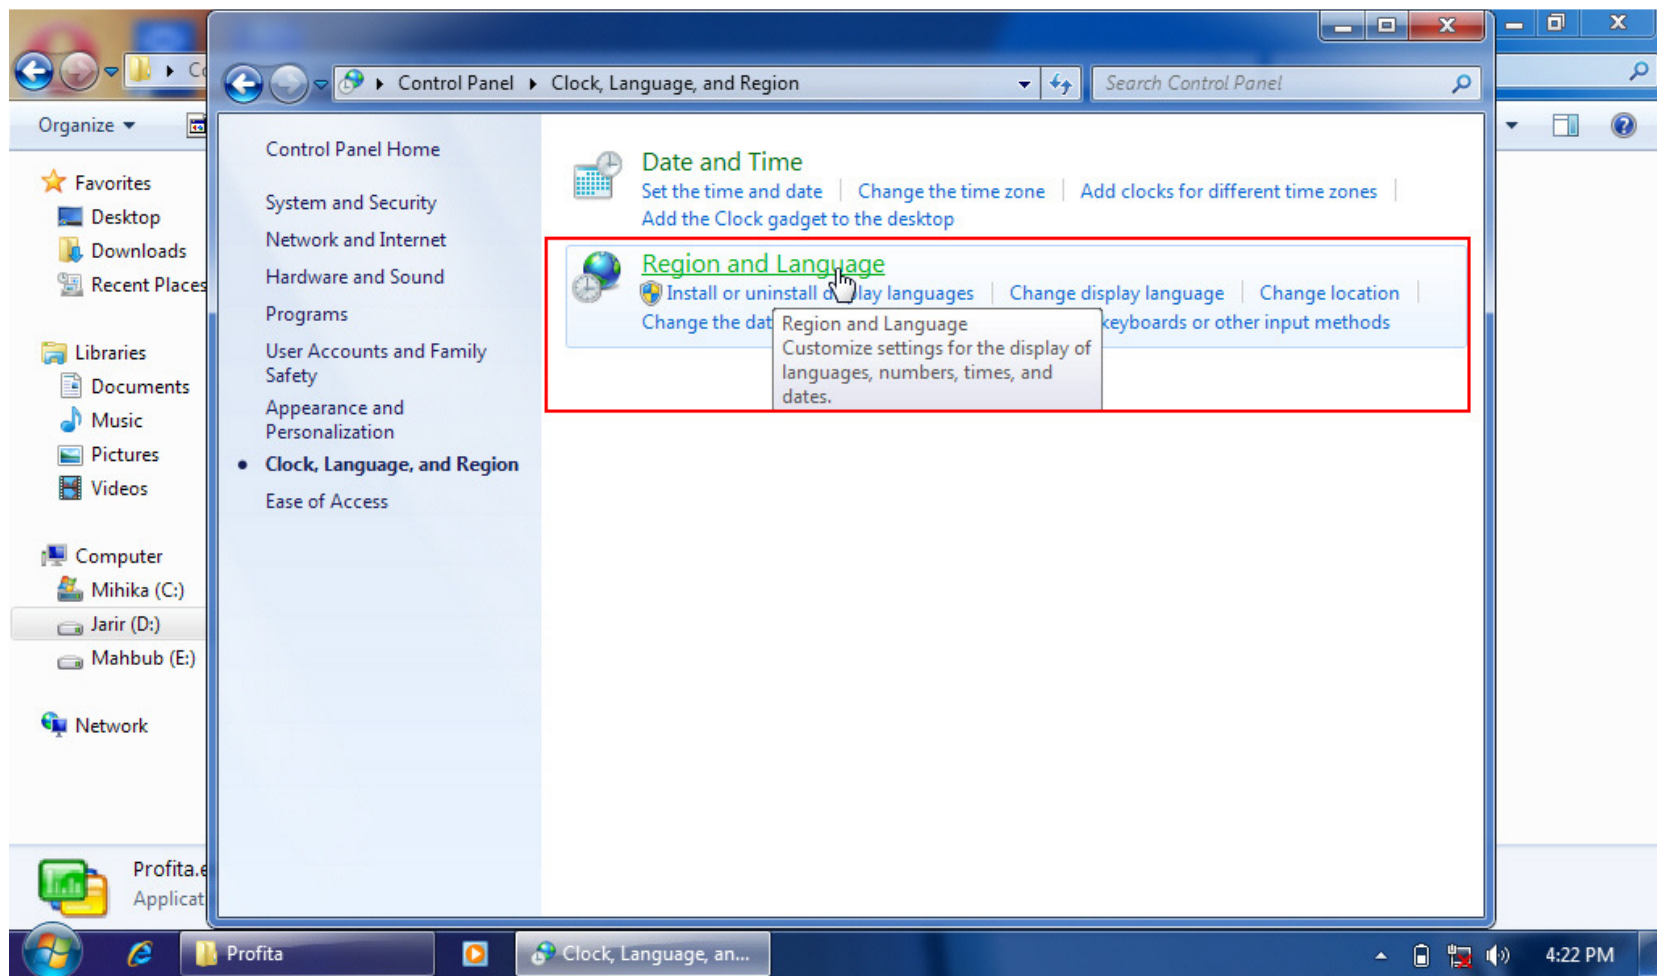 Control Panel
Clock, Language, and Region
Search Control Panel
Organize
Favorites
Desktop
Downloads
Recent Places
Libraries
Documents
Music
Pictures
Videos
Computer
Mihika (C:)
Jarir (D:)
Mahbub (E:)
Network
Control Panel Home
System and Security
Network and Internet
Hardware and Sound
Programs
User Accounts and Family
Safety
Appearance and
Personalization
Clock, Language, and Region
Ease of Access
Date and Time
Set the time and date
Change the time zone
Add clocks for different time zones
Add the Clock gadget to the desktop
Region and Language
Install or uninstall display languages
Change display language
Change location
Change the
keyboards or other input methods
Region and Language
Customize settings for the display of
languages, numbers, times, and
dates.
Profita
Clock, Language, an...
4:22 PM